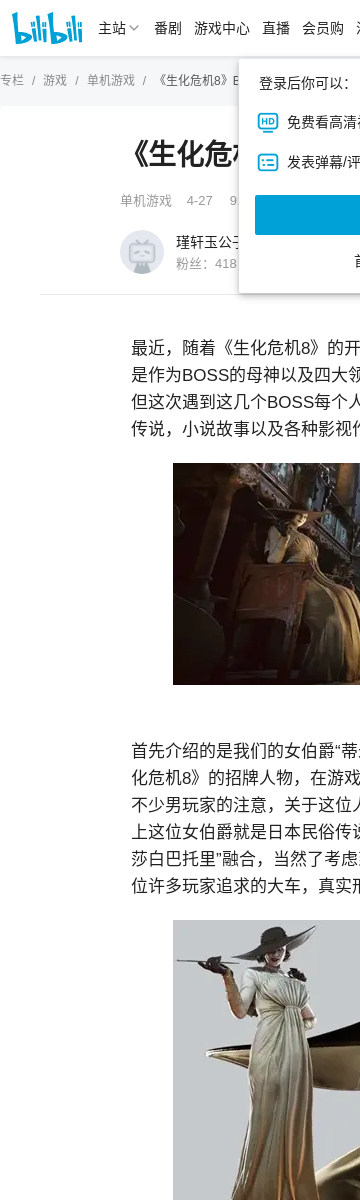 bilibili 主站 番剧 游戏中心 直播 会员购
专栏 / 游戏 / 单机游戏 / 《生化危机8》
登录后你可以：
免费看高清
发表弹幕/评
《生化危
单机游戏 4-27 9
瑾轩玉公
粉丝：418
最近，随着《生化危机8》的开
是作为BOSS的母神以及四大领
但这次遇到这几个BOSS每个人
传说，小说故事以及各种影视作
首先介绍的是我们的女伯爵“蒂
化危机8》的招牌人物，在游戏
不少男玩家的注意，关于这位人
上这位女伯爵就是日本民俗传说
莎白巴托里”融合，当然了考虑
位许多玩家追求的大车，真实